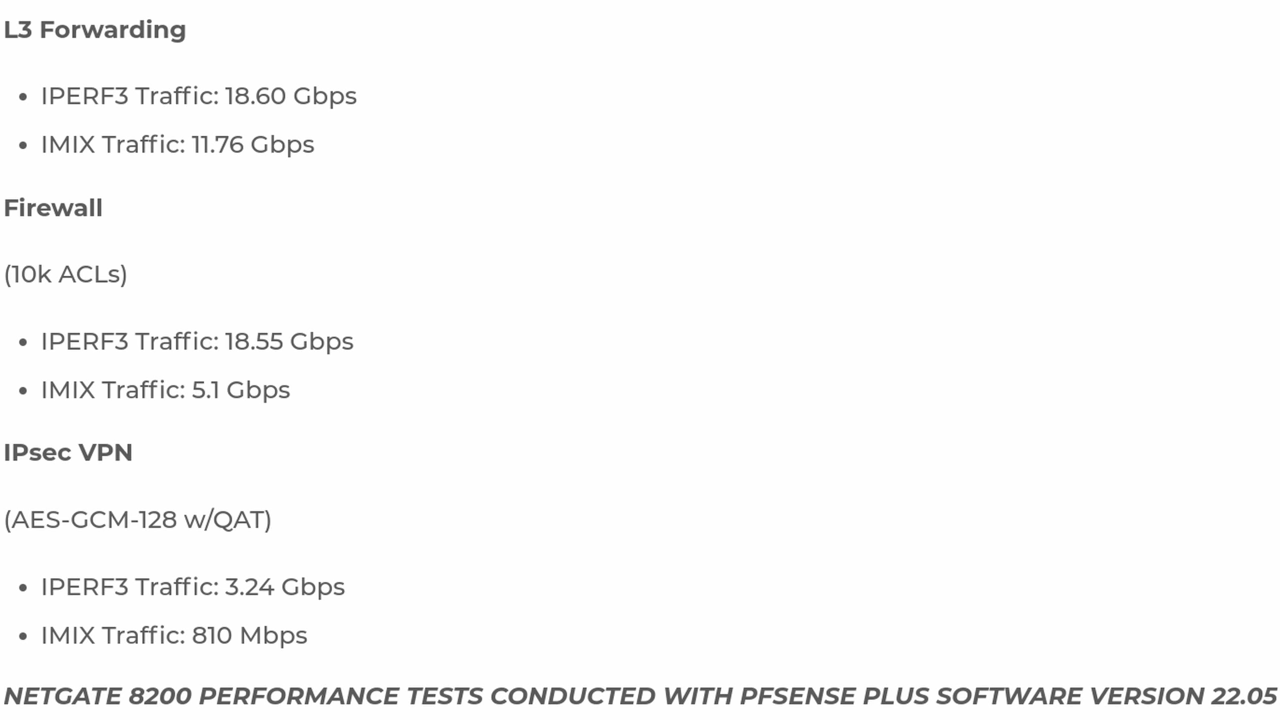 L3 Forwarding
• IPERF3 Traffic: 18.60 Gbps
• IMIX Traffic: 11.76 Gbps
Firewall
(10k ACLs)
• IPERF3 Traffic: 18.55 Gbps
• IMIX Traffic: 5.1 Gbps
IPsec VPN
(AES-GCM-128 w/QAT)
• IPERF3 Traffic: 3.24 Gbps
• IMIX Traffic: 810 Mbps
NETGATE 8200 PERFORMANCE TESTS CONDUCTED WITH PFSENSE PLUS SOFTWARE VERSION 22.05